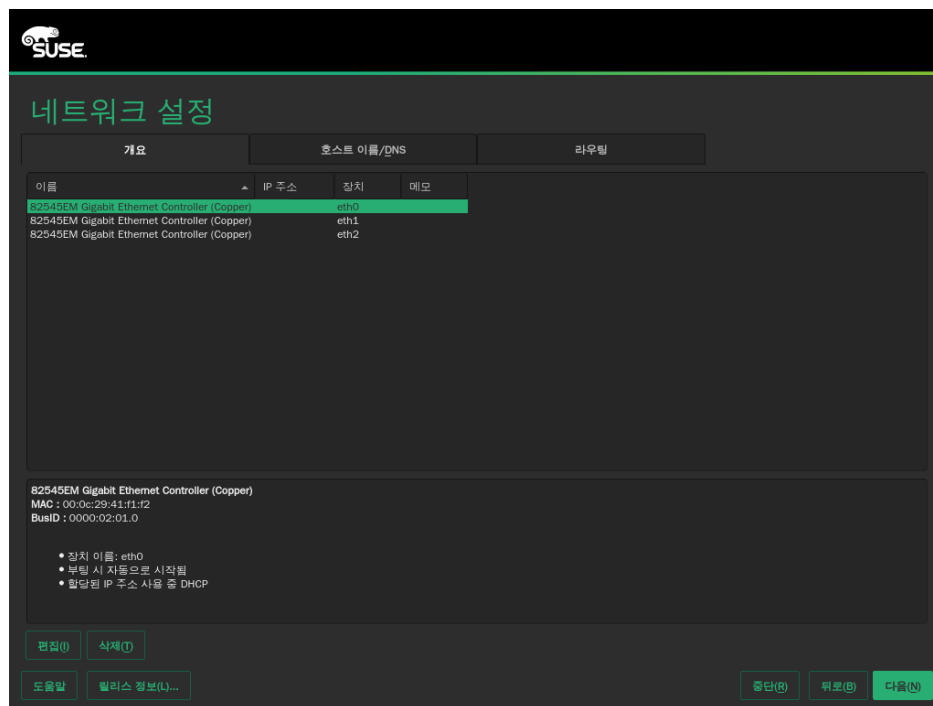 SUSE.
네트워크 설정
개요 호스트 이름/DNS 라우팅
이름 IP 주소 장치 메모
82545EM Gigabit Ethernet Controller (Copper) eth0
82545EM Gigabit Ethernet Controller (Copper) eth1
82545EM Gigabit Ethernet Controller (Copper) eth2
82545EM Gigabit Ethernet Controller (Copper)
MAC : 00:0c:29:41:f1:f2
BusID : 0000:02:01.0
• 장치 이름: eth0
• 부팅 시 자동으로 시작됨
• 할당된 IP 주소 사용 중 DHCP
편집(I) 삭제(T)
도움말 릴리스 정보(L)... 중단(R) 뒤로(B) 다음(N)